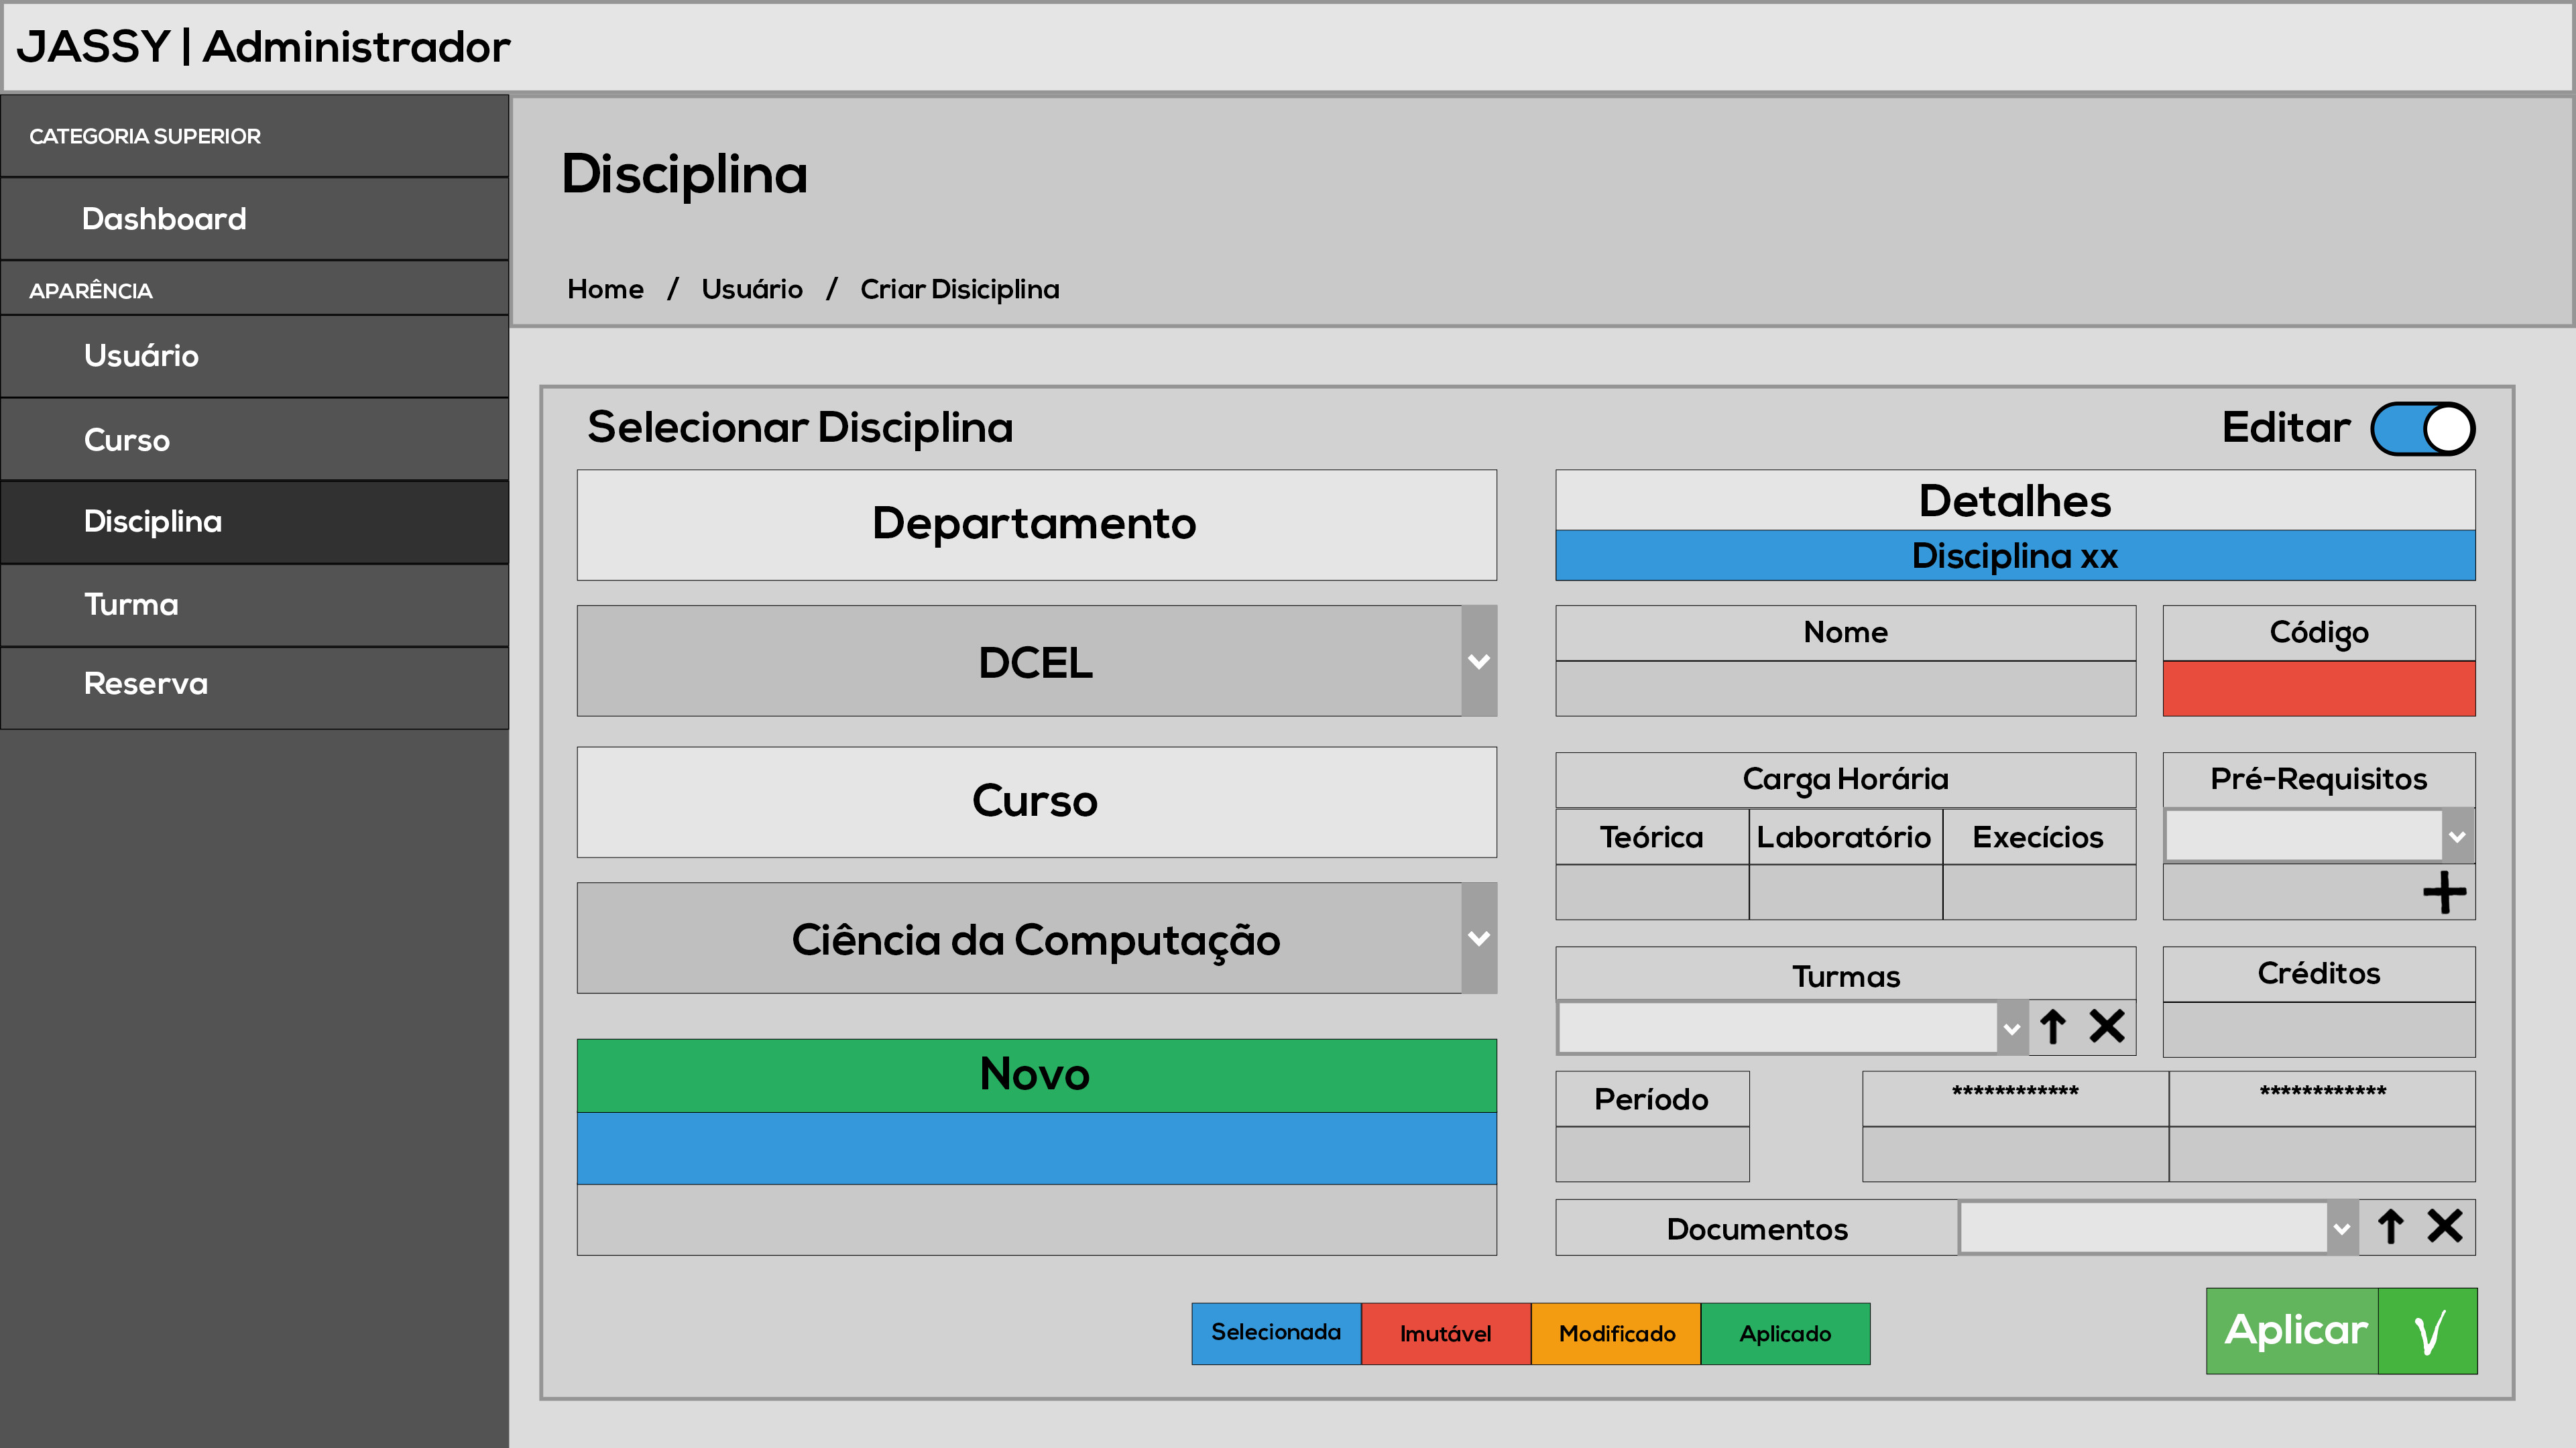 JASSY | Administrador
CATEGORIA SUPERIOR
Dashboard
APARÊNCIA
Usuário
Curso
Disciplina
Turma
Reserva
Disciplina
Home / Usuário / Criar Disiciplina
Selecionar Disciplina
Editar
Departamento
DCEL
Curso
Ciência da Computação
Novo
Detalhes
Disciplina xx
Nome
Código
Carga Horária
Pré-Requisitos
Teórica
Laboratório
Execícios
Turmas
Créditos
Período
************
************
Documentos
Selecionada
Imutável
Modificado
Aplicado
Aplicar √